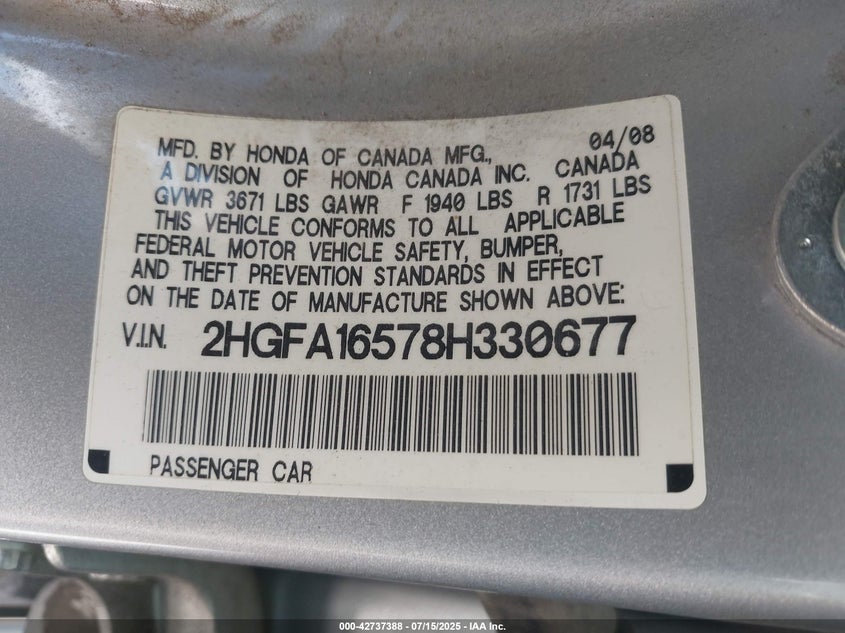 MFD. BY HONDA OF CANADA MFG., 04/08
A DIVISION OF HONDA CANADA INC. CANADA
GVWR 3671 LBS GAWR F 1940 LBS R 1731 LBS
THIS VEHICLE CONFORMS TO ALL APPLICABLE
FEDERAL MOTOR VEHICLE SAFETY, BUMPER,
AND THEFT PREVENTION STANDARDS IN EFFECT
ON THE DATE OF MANUFACTURE SHOWN ABOVE:
V.I.N. 2HGFA16578H330677
PASSENGER CAR
000-42737388 - 07/15/2025 - IAA Inc.